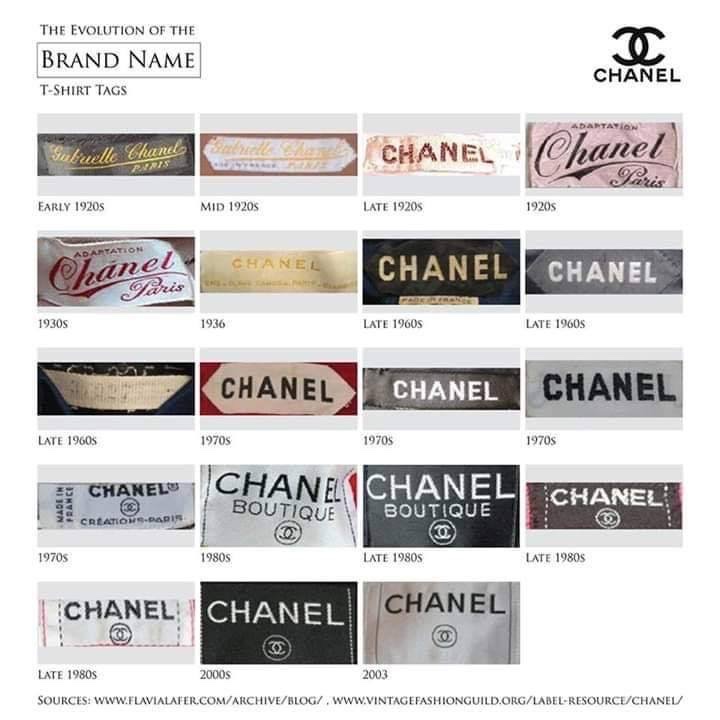 The Evolution of the
Brand Name
T-Shirt Tags
CHANEL
Gabrielle Chanel
PARIS
Early 1920s
Gabrielle Chanel
PARIS
Mid 1920s
CHANEL
Late 1920s
ADAPTATION
Chanel
Paris
1920s
ADAPTATION
Chanel
Paris
1930s
CHANEL
CANNES, PARIS
1936
CHANEL
MADE IN FRANCE
Late 1960s
CHANEL
Late 1960s
Late 1960s
CHANEL
1970s
CHANEL
1970s
CHANEL
1970s
MADE IN
FRANCE
CHANEL®
CRÉATIONS-PARIS
1970s
CHANEL
BOUTIQUE
1980s
CHANEL
BOUTIQUE
Late 1980s
CHANEL
Late 1980s
CHANEL
Late 1980s
CHANEL
2000s
CHANEL
2003
Sources: www.flavialafer.com/archive/blog/ , www.vintagefashionguild.org/label-resource/chanel/